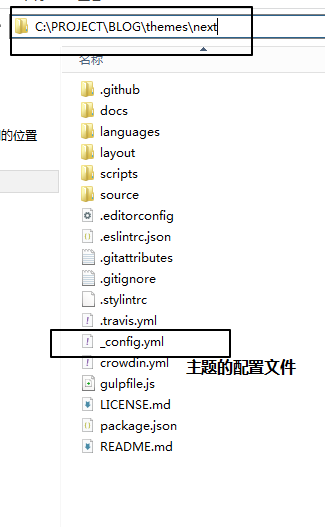 C:\PROJECT\BLOG\themes\next
名称
.github
docs
的位置
languages
layout
scripts
source
.editorconfig
.eslintrc.json
.gitattributes
.gitignore
.stylintrc
.travis.yml
_config.yml
crowdin.yml
主题的配置文件
gulpfile.js
LICENSE.md
package.json
README.md